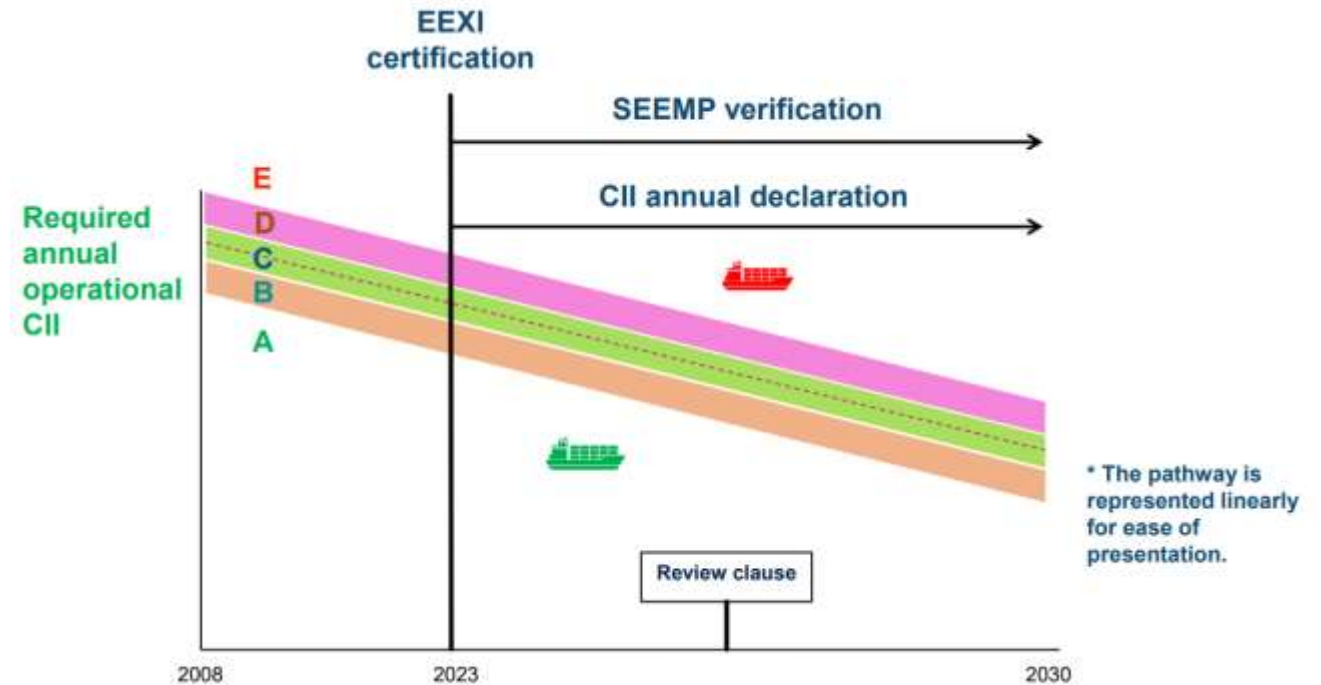 EEXI
certification
SEEMP verification
CII annual declaration
E
D
C
B
A
Required
annual
operational
CII
* The pathway is
represented linearly
for ease of
presentation.
Review clause
2008
2023
2030